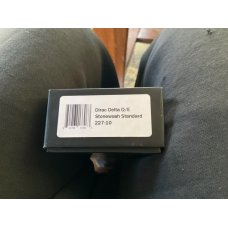 Dirac Delta Q/E
Stonewash Standard
227-10